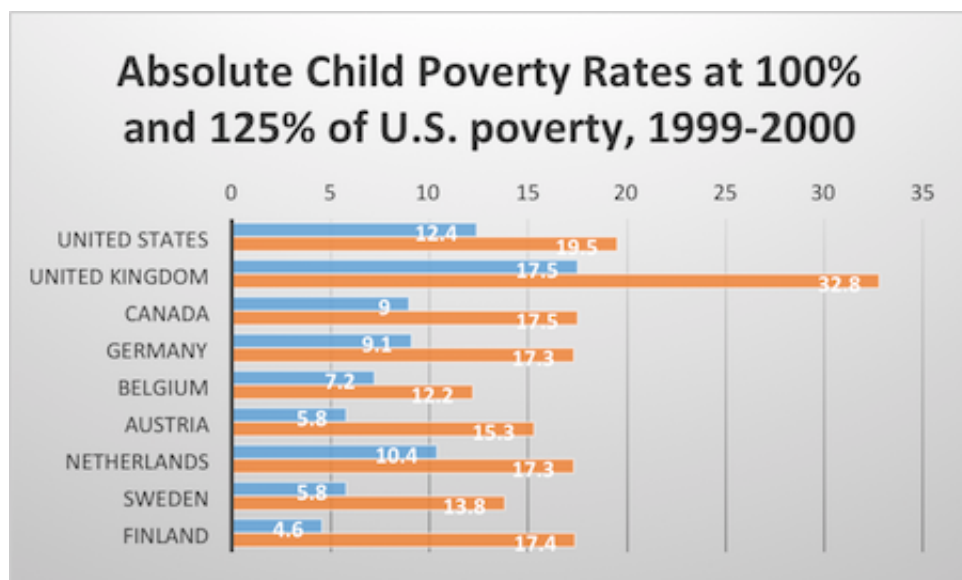 Absolute Child Poverty Rates at 100%
and 125% of U.S. poverty, 1999-2000
0 5 10 15 20 25 30 35
UNITED STATES 12.4 19.5
UNITED KINGDOM 17.5 32.8
CANADA 9 17.5
GERMANY 9.1 17.3
BELGIUM 7.2 12.2
AUSTRIA 5.8 15.3
NETHERLANDS 10.4 17.3
SWEDEN 5.8 13.8
FINLAND 4.6 17.4